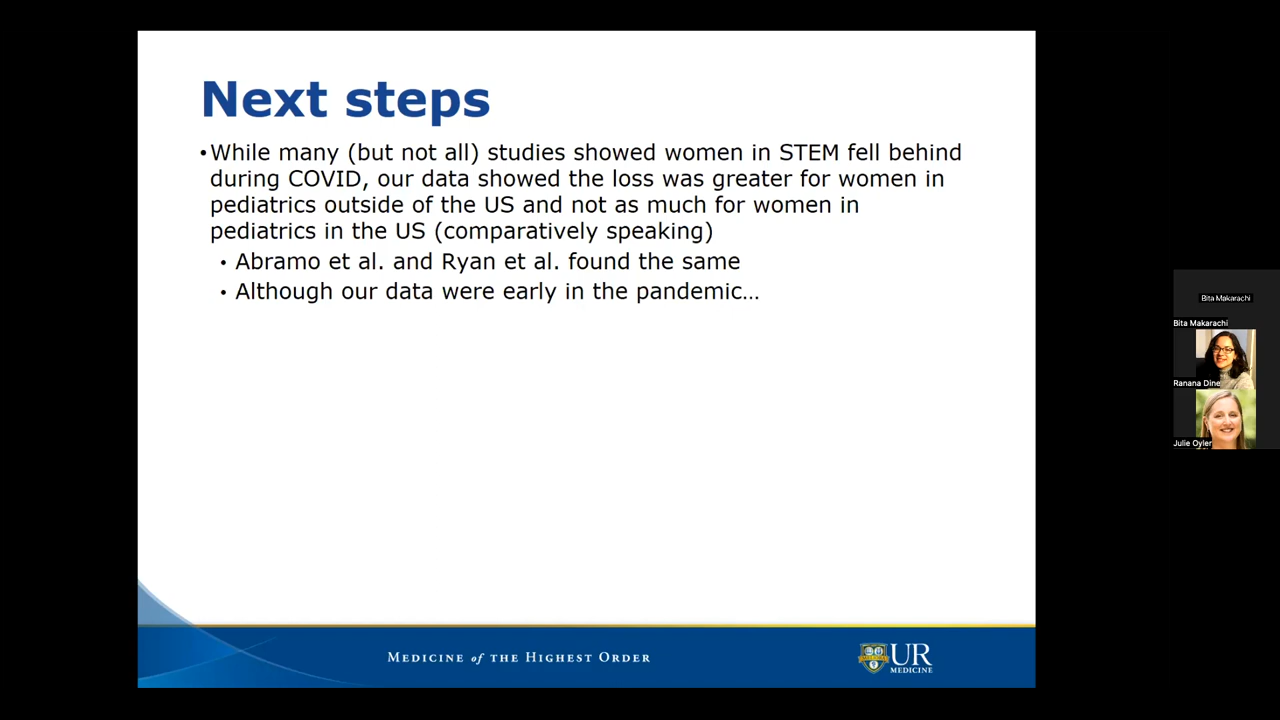 Next steps
•While many (but not all) studies showed women in STEM fell behind
during COVID, our data showed the loss was greater for women in
pediatrics outside of the US and not as much for women in
pediatrics in the US (comparatively speaking)
• Abramo et al. and Ryan et al. found the same
• Although our data were early in the pandemic…
MEDICINE of THE HIGHEST ORDER
UR
MEDICINE
Bita Makarachi
Bita Makarachi
Ranana Dine
Julie Oyler